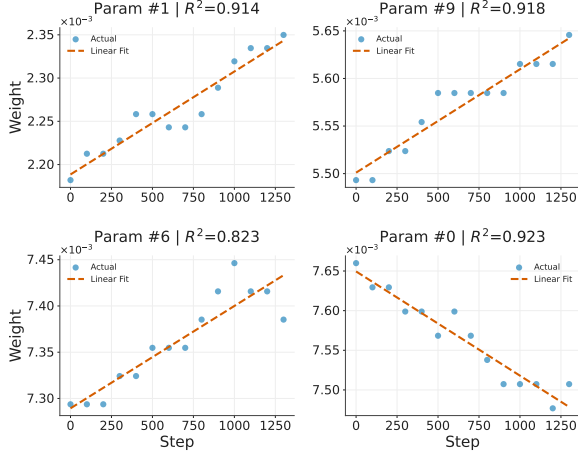 Param #1 | R²=0.914
×10⁻³
Actual
Linear Fit
2.35
2.30
2.25
2.20
Weight
0 250 500 750 1000 1250
Step
Param #9 | R²=0.918
×10⁻³
Actual
Linear Fit
5.65
5.60
5.55
5.50
0 250 500 750 1000 1250
Step
Param #6 | R²=0.823
×10⁻³
Actual
Linear Fit
7.45
7.40
7.35
7.30
Weight
0 250 500 750 1000 1250
Step
Param #0 | R²=0.923
×10⁻³
Actual
Linear Fit
7.65
7.60
7.55
7.50
0 250 500 750 1000 1250
Step